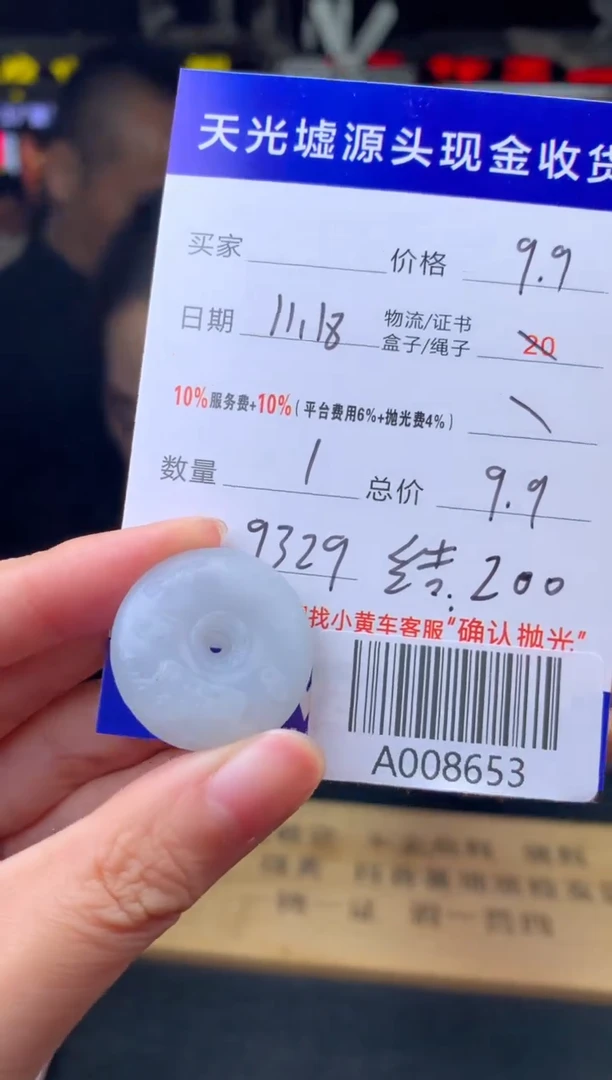 天光墟源头现金收货
买家 价格 9.9
日期 11.18 物流/证书 盒子/绳子 20
10%服务费+10%(平台费用6%+抛光费4%)
数量 1 总价 9.9
9329 结.200
找小黄车客服"确认抛光"
A008653